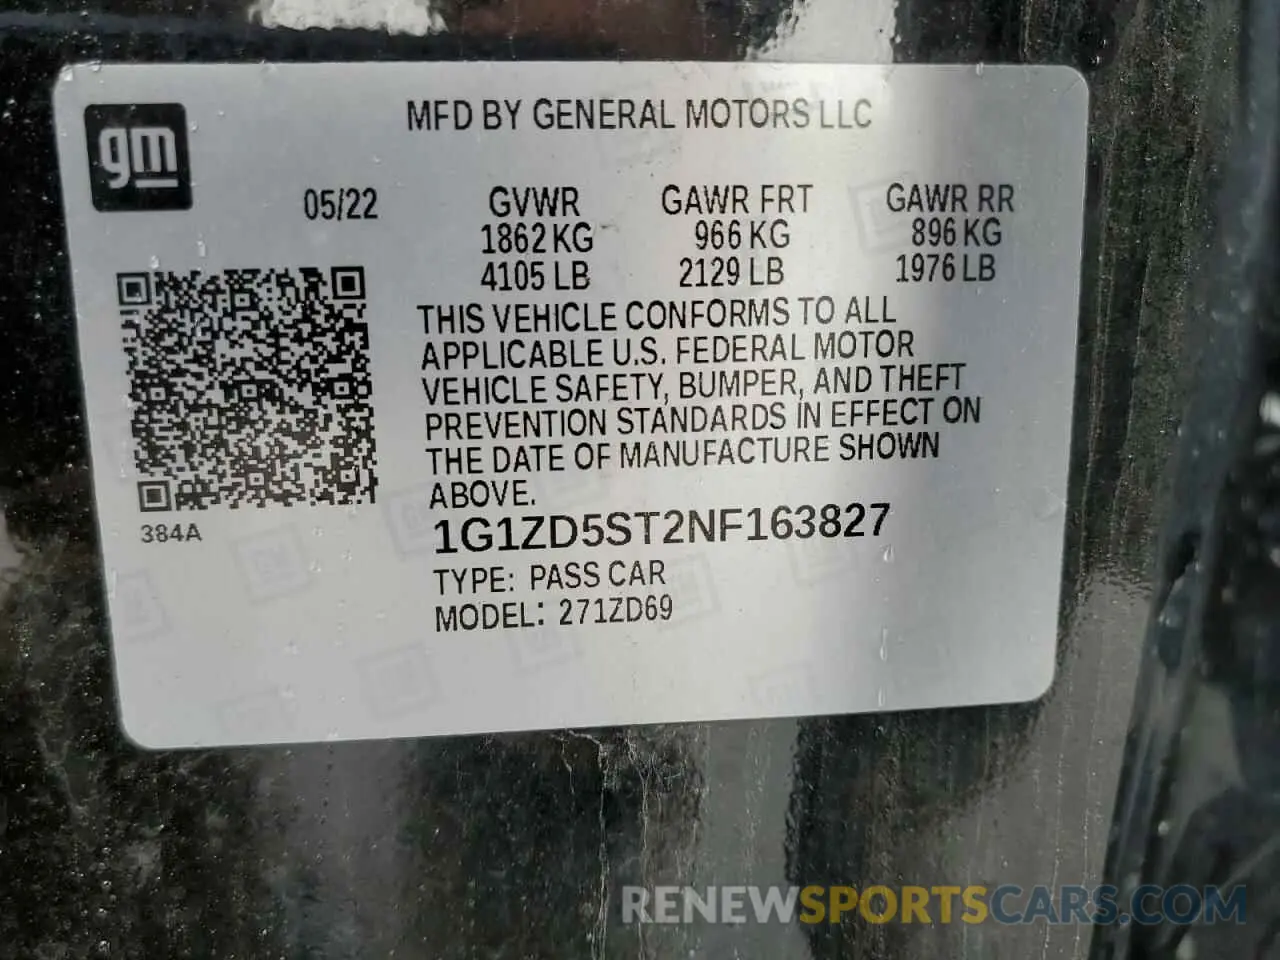 MFD BY GENERAL MOTORS LLC
gm
05/22 GVWR GAWR FRT GAWR RR
1862 KG 966 KG 896 KG
4105 LB 2129 LB 1976 LB
THIS VEHICLE CONFORMS TO ALL
APPLICABLE U.S. FEDERAL MOTOR
VEHICLE SAFETY, BUMPER, AND THEFT
PREVENTION STANDARDS IN EFFECT ON
THE DATE OF MANUFACTURE SHOWN
ABOVE.
384A
1G1ZD5ST2NF163827
TYPE: PASS CAR
MODEL: 271ZD69
RENEWSPORTSCARS.COM